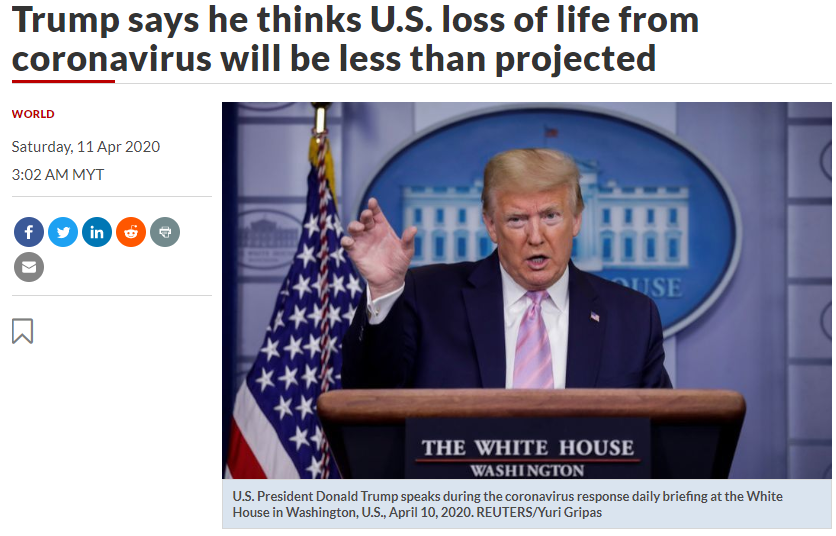 Trump says he thinks U.S. loss of life from
coronavirus will be less than projected
WORLD
Saturday, 11 Apr 2020
3:02 AM MYT
OUSE
THE WHITE HOUSE
WASHINGTON
U.S. President Donald Trump speaks during the coronavirus response daily briefing at the White
House in Washington, U.S., April 10, 2020. REUTERS/Yuri Gripas